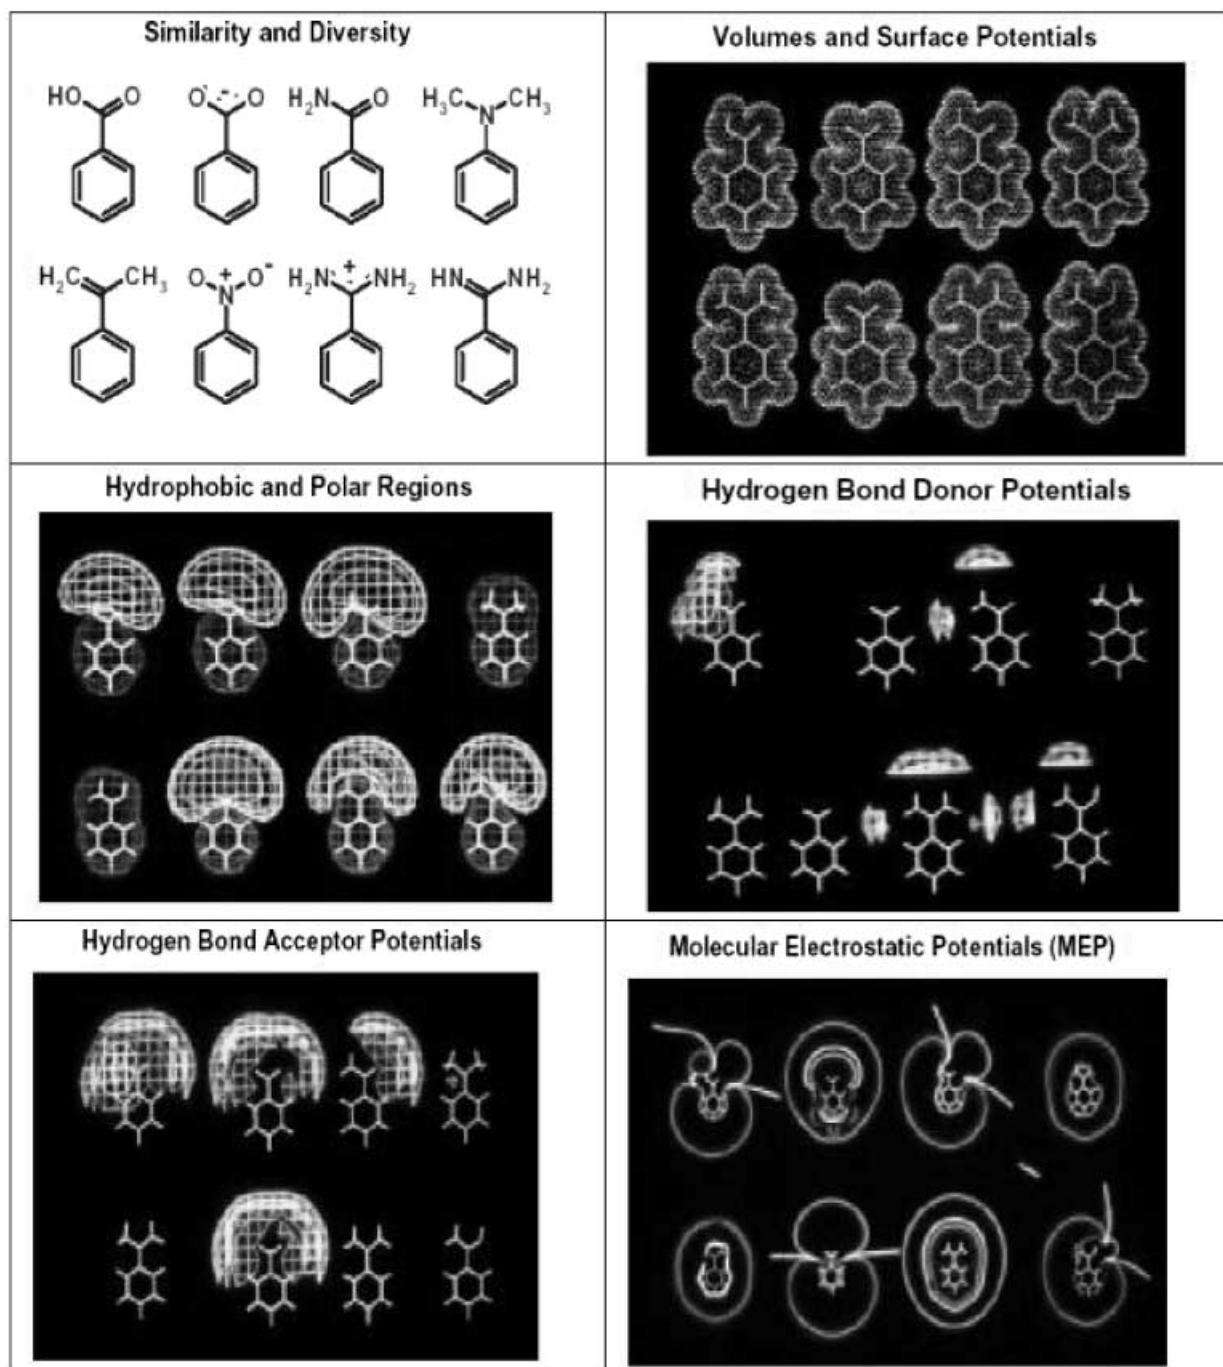 Similarity and Diversity
HO O
O O
H₂N O
H₃C CH₃
N
H₂C CH₃
O + O -
N
H₂N + NH₂
HN NH₂
Volumes and Surface Potentials
Hydrophobic and Polar Regions
Hydrogen Bond Donor Potentials
Hydrogen Bond Acceptor Potentials
Molecular Electrostatic Potentials (MEP)